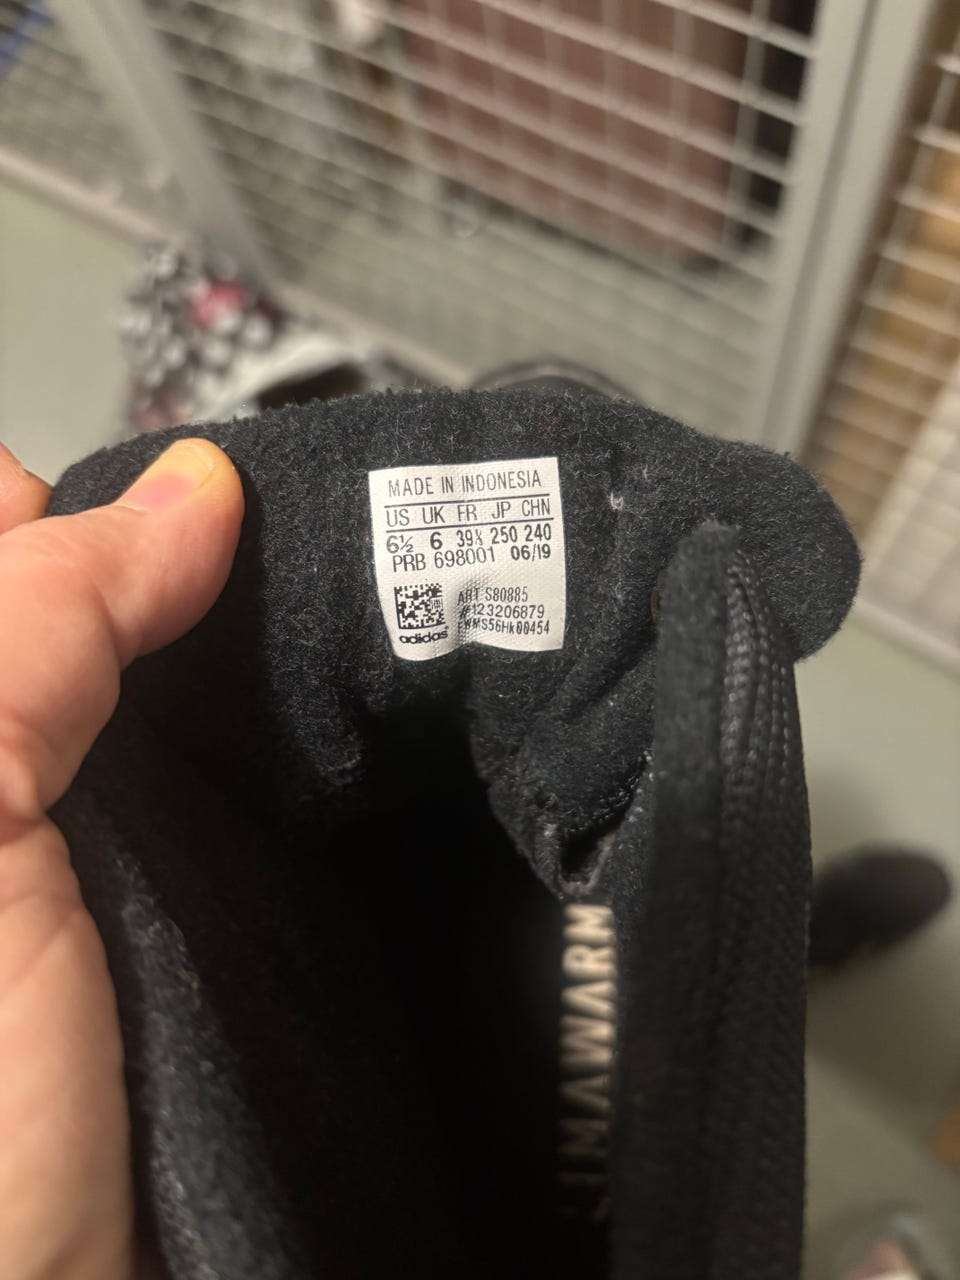 MADE IN INDONESIA
US UK FR JP CHN
6½ 6 39⅓ 250 240
PRB 698001 06/19
ART S80885
#123206879
adidas